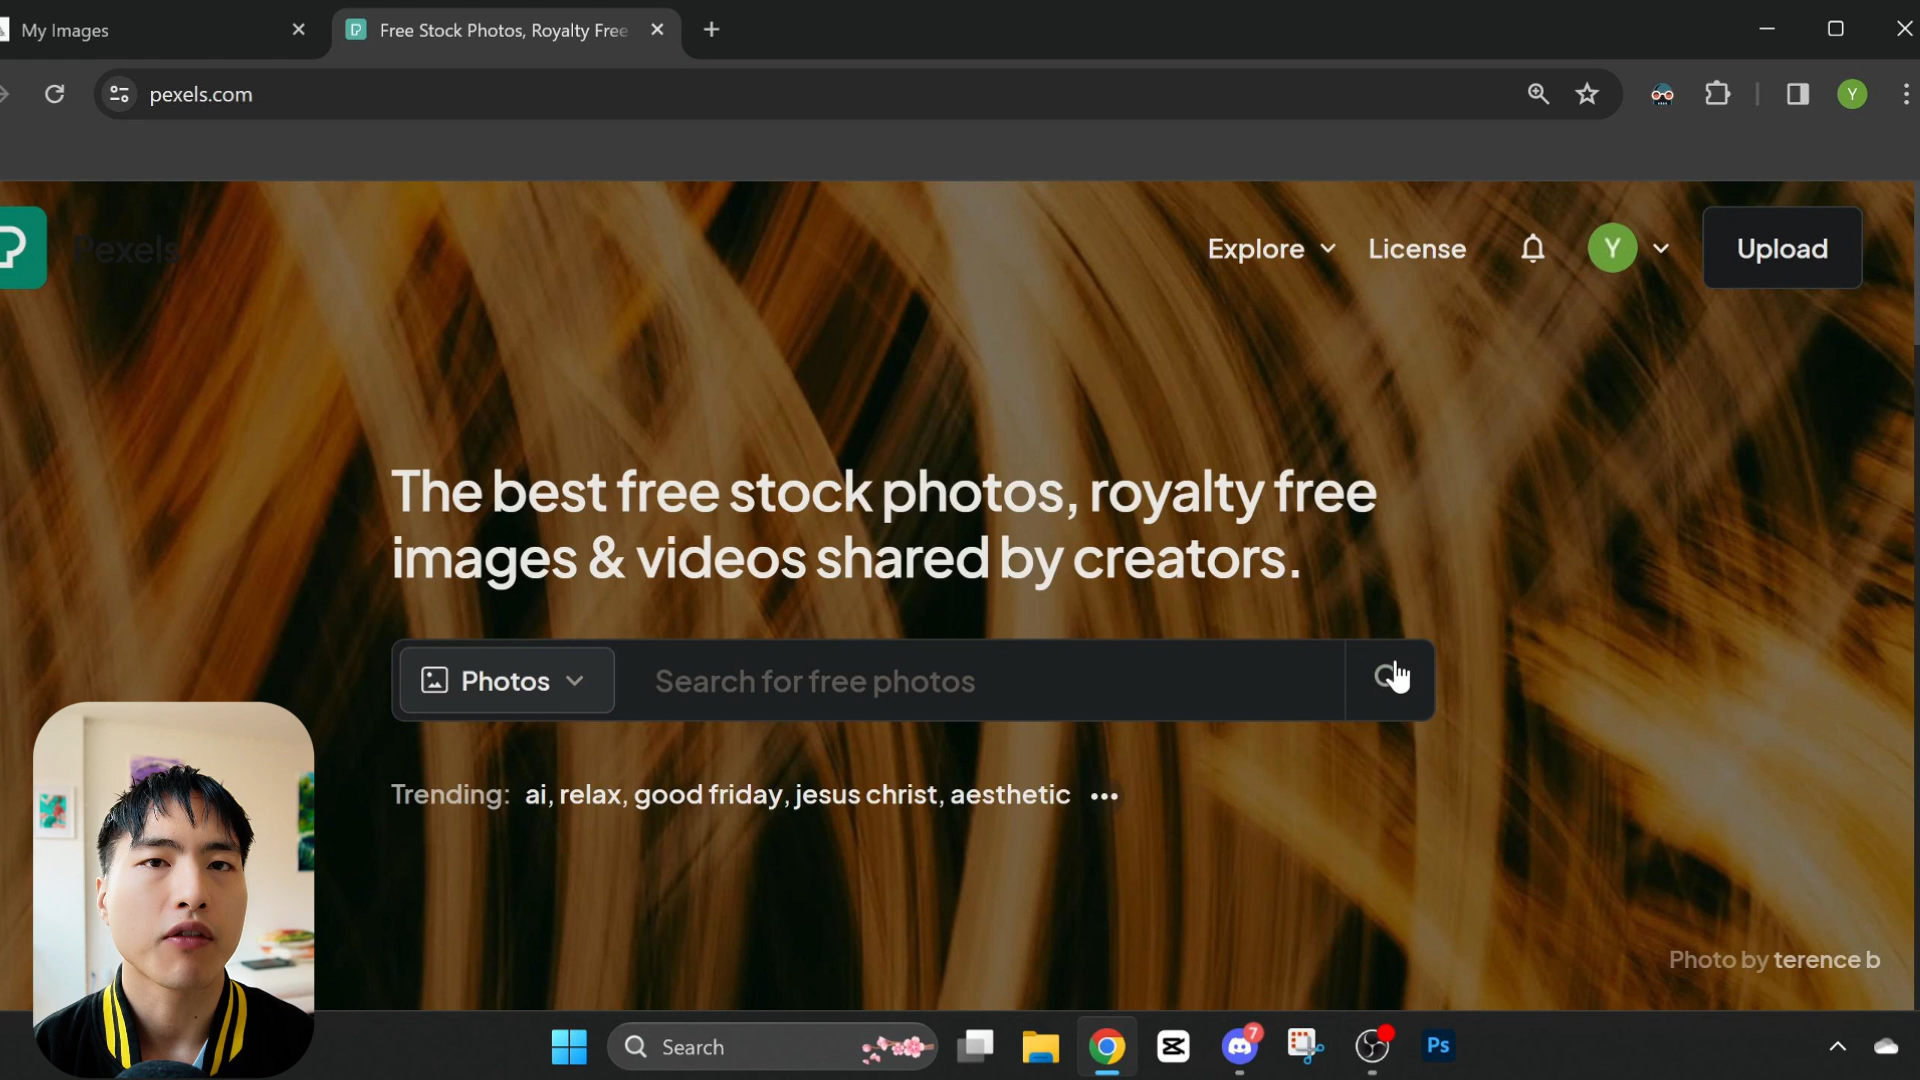 My Images
Free Stock Photos, Royalty Free
pexels.com
Y
Pexels
Explore
License
Y
Upload
The best free stock photos, royalty free
images & videos shared by creators.
Photos
Search for free photos
Trending: ai, relax, good friday, jesus christ, aesthetic •••
Photo by terence b
Search
7
Ps